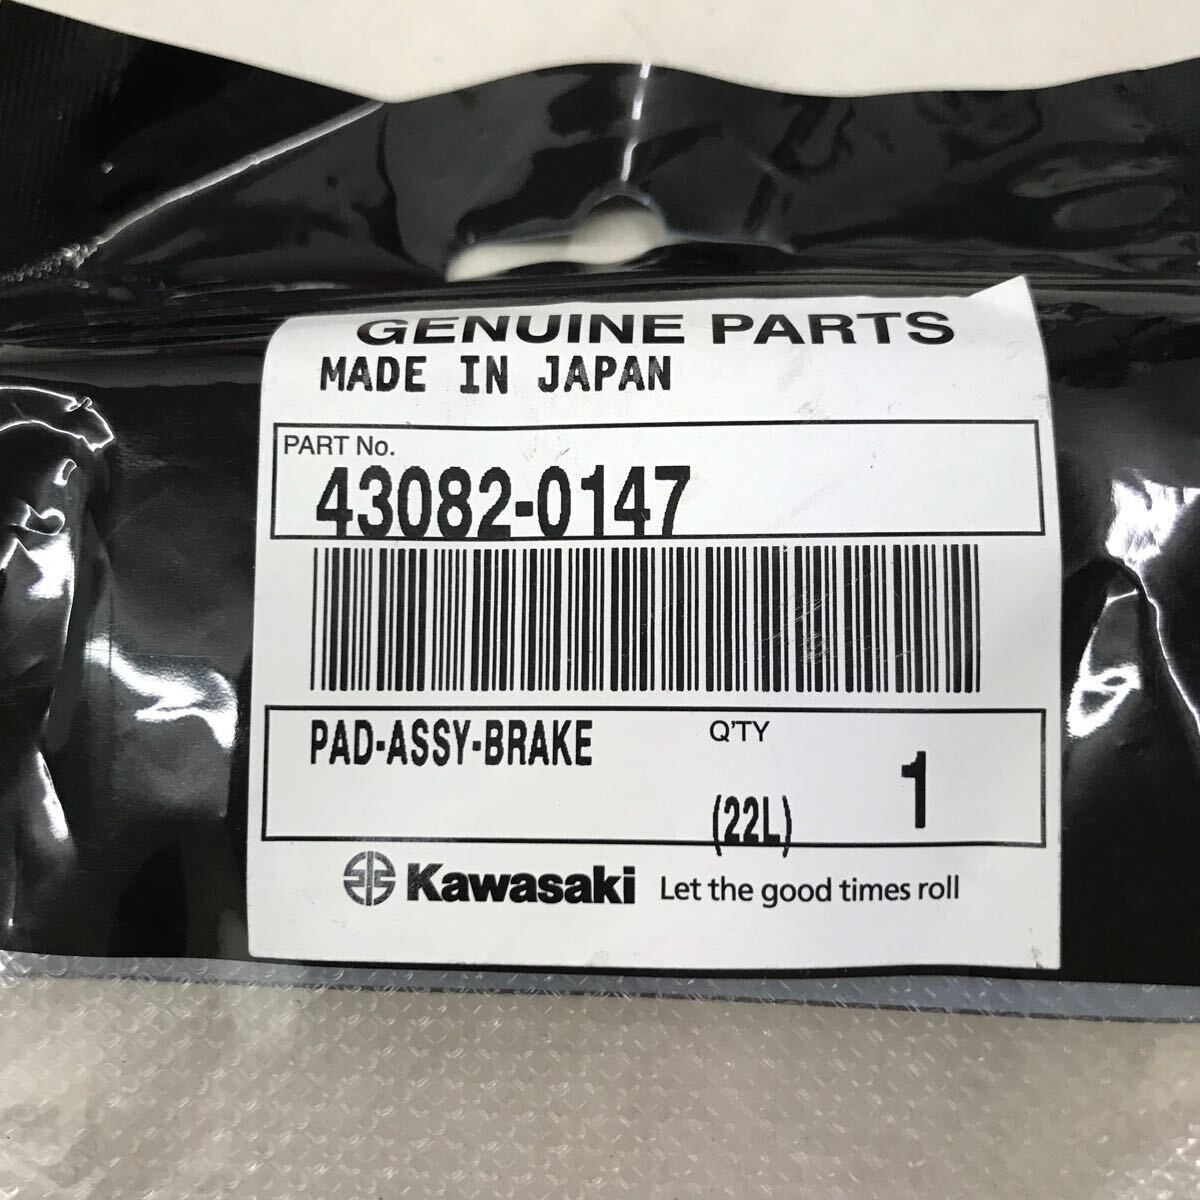 GENUINE PARTS
MADE IN JAPAN
PART No.
43082-0147
PAD-ASSY-BRAKE
Q'TY
(22L)
1
Kawasaki Let the good times roll